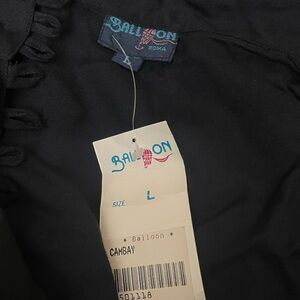 BALLOON
ROMA
L
BALLOON
SIZE L
* Balloon *
CAMBAY
501118